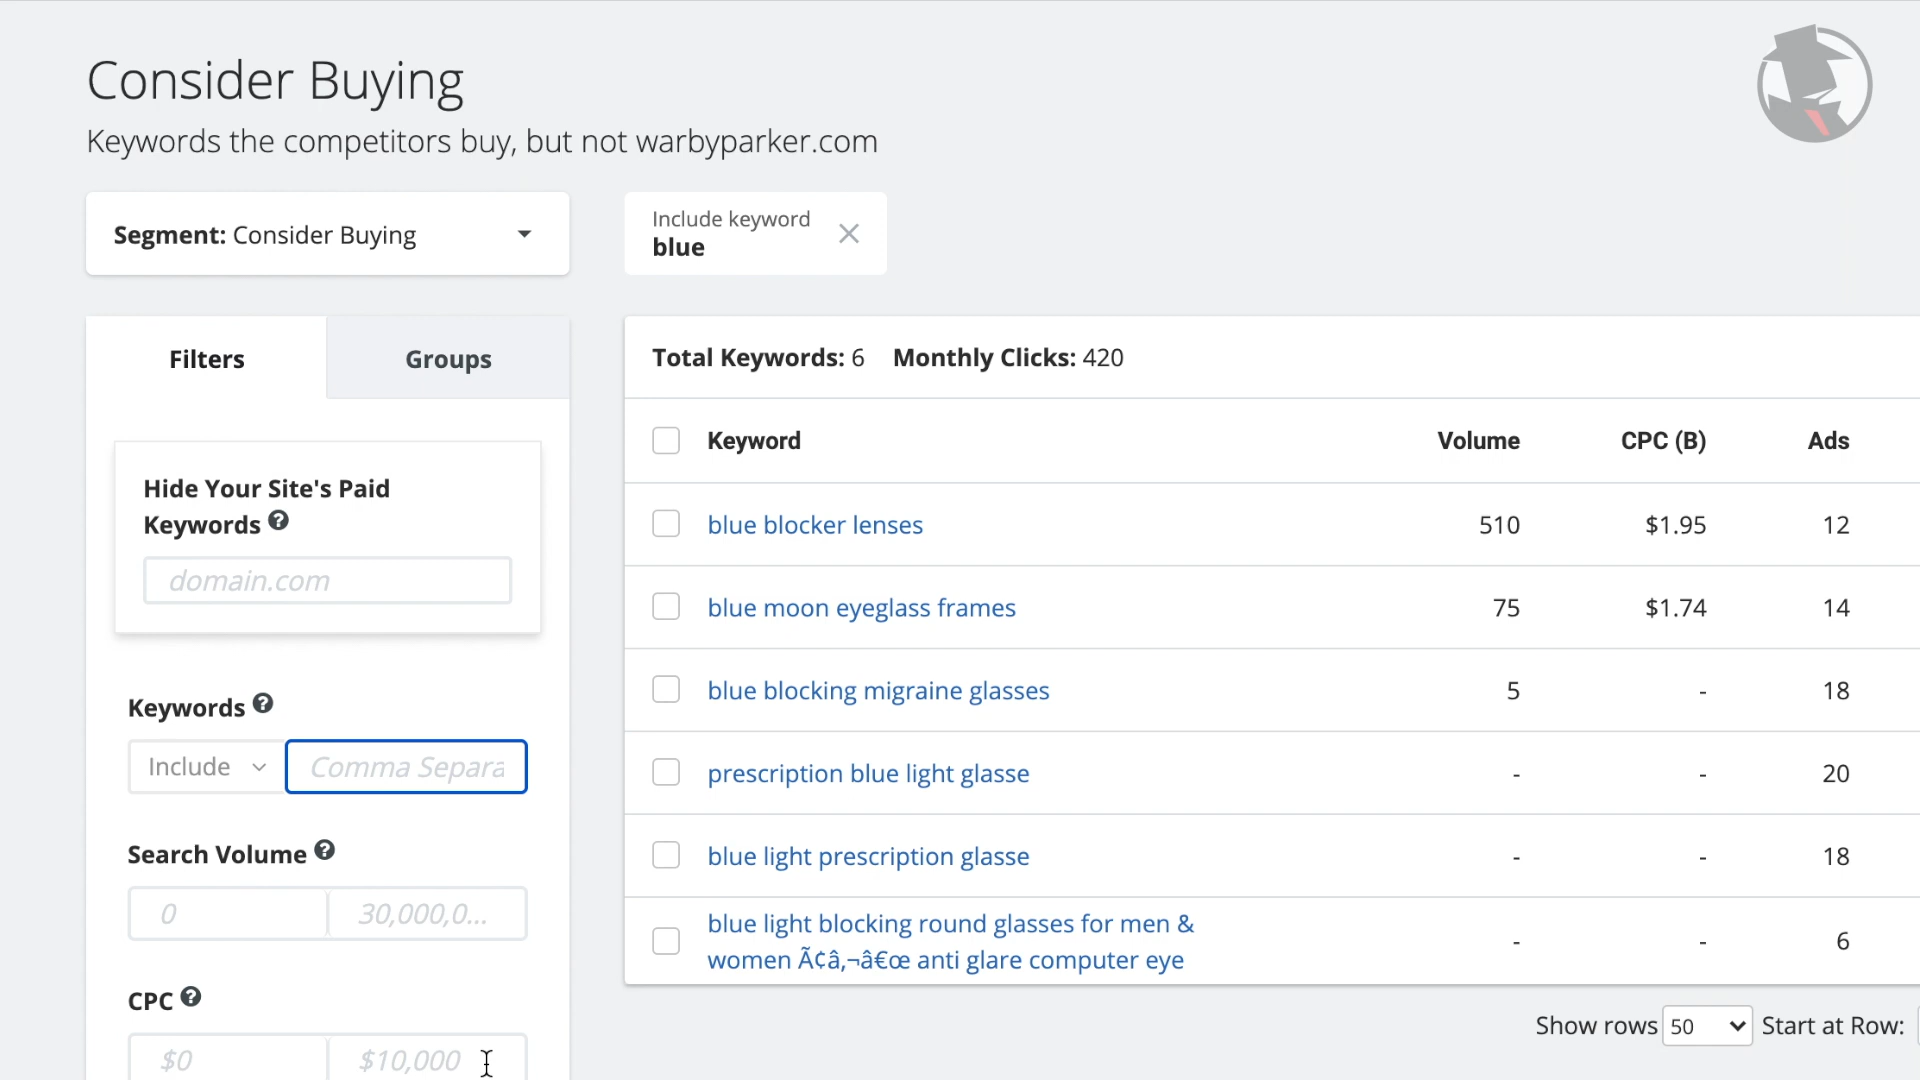 Consider Buying
Keywords the competitors buy, but not warbyparker.com
Segment: Consider Buying
Include keyword
blue
Filters
Groups
Hide Your Site's Paid
Keywords ?
domain.com
Keywords ?
Include
Comma Separa
Search Volume ?
0
30,000,0...
CPC ?
$0
$10,000
Total Keywords: 6 Monthly Clicks: 420
Keyword Volume CPC (B) Ads
blue blocker lenses 510 $1.95 12
blue moon eyeglass frames 75 $1.74 14
blue blocking migraine glasses 5 - 18
prescription blue light glasse - - 20
blue light prescription glasse - - 18
blue light blocking round glasses for men &
women Ã¢â‚¬â€œ anti glare computer eye - - 6
Show rows 50 Start at Row: